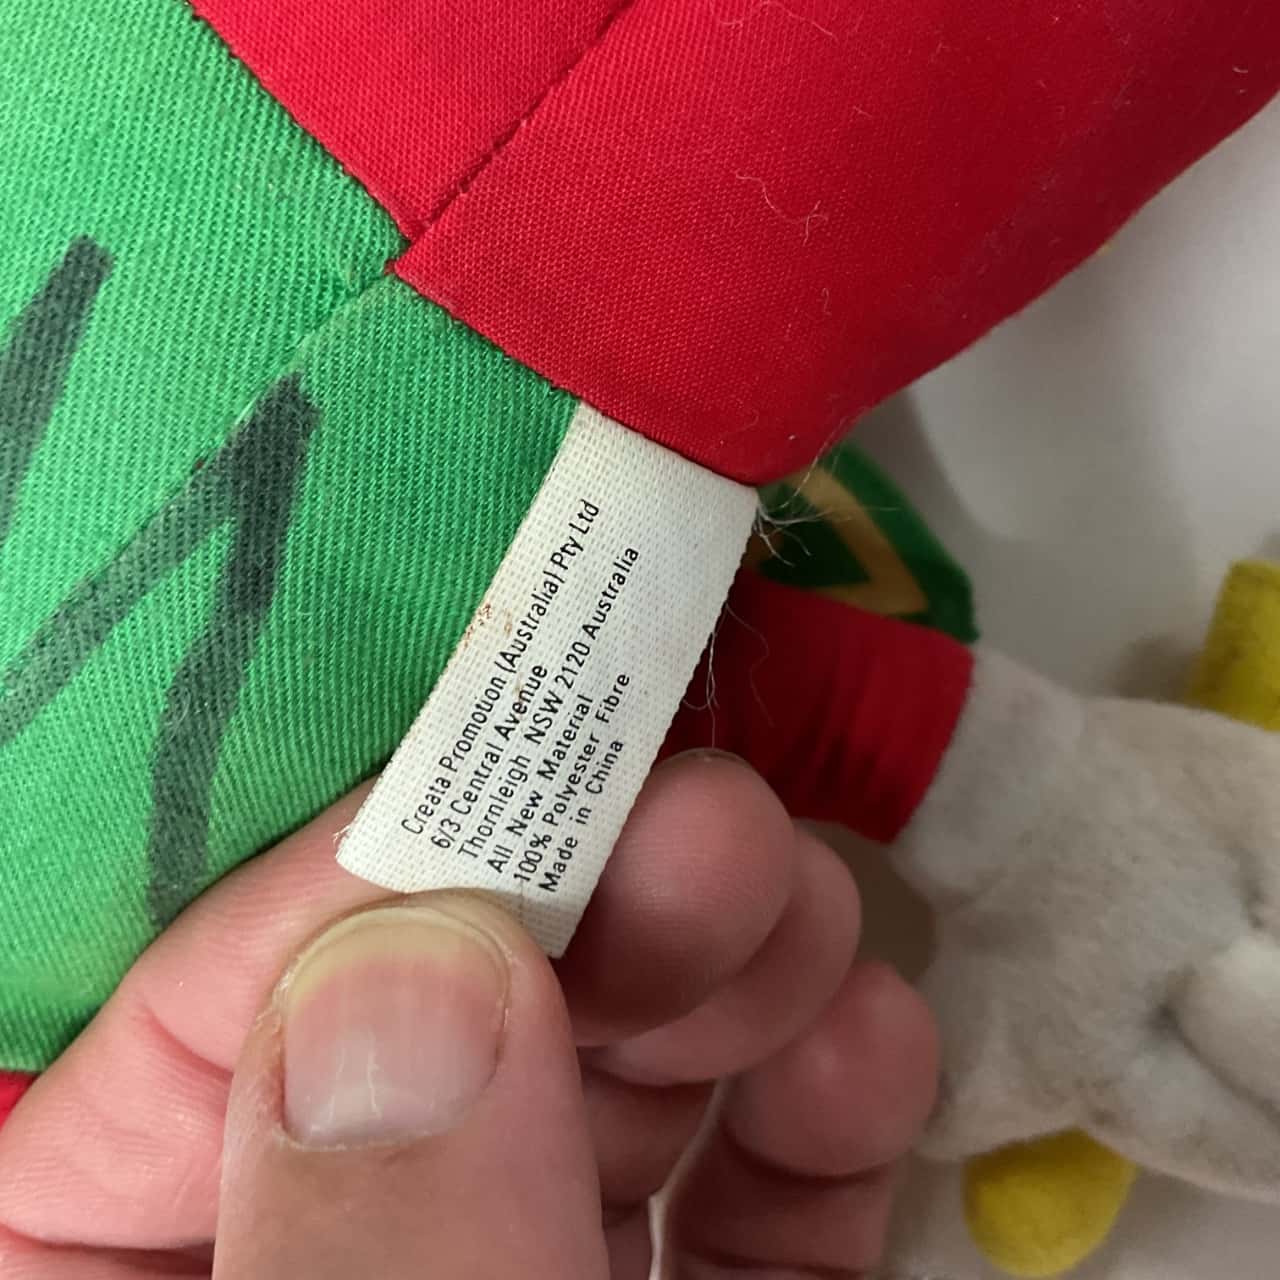 Creata Promotion (Australia) Pty Ltd
6/3 Central Avenue
Thornleigh NSW 2120 Australia
All New Material
100% Polyester Fibre
Made in China